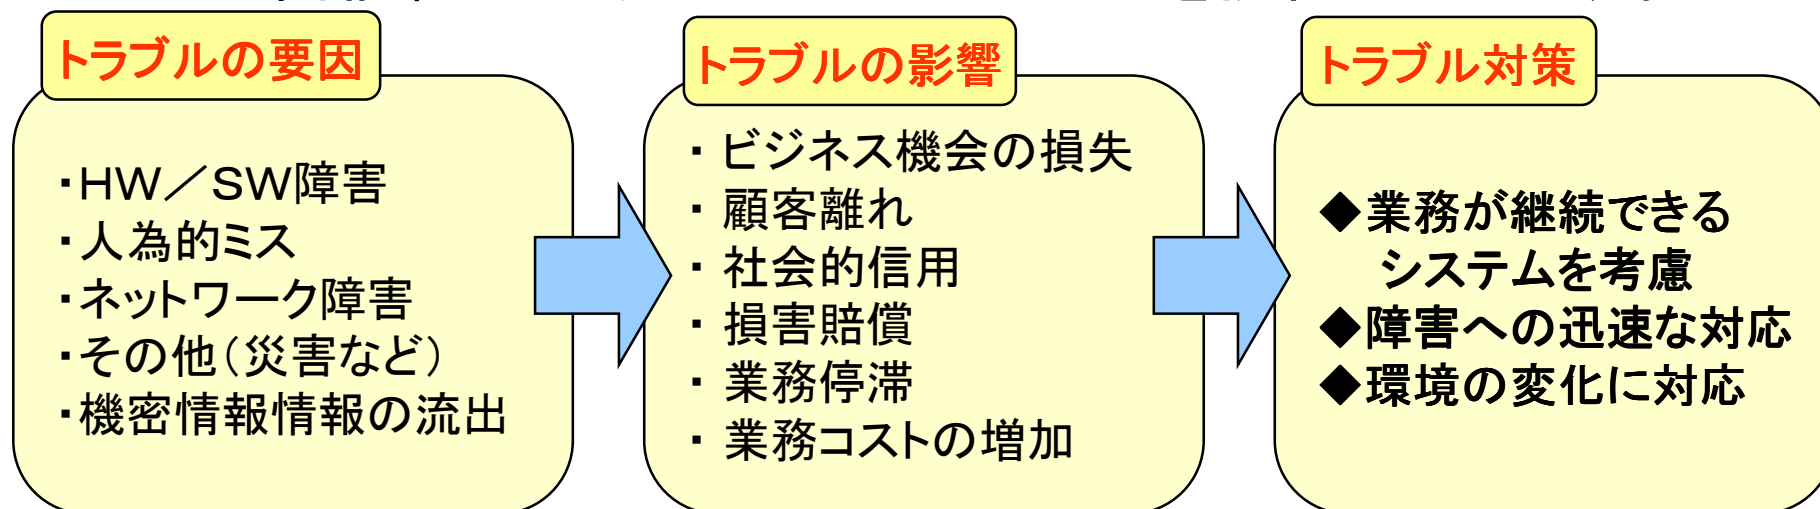 トラブルの要因
・HW／SW障害
・人為的ミス
・ネットワーク障害
・その他（災害など）
・機密情報情報の流出
トラブルの影響
・ビジネス機会の損失
・顧客離れ
・社会的信用
・損害賠償
・業務停滞
・業務コストの増加
トラブル対策
◆業務が継続できる
システムを考慮
◆障害への迅速な対応
◆環境の変化に対応